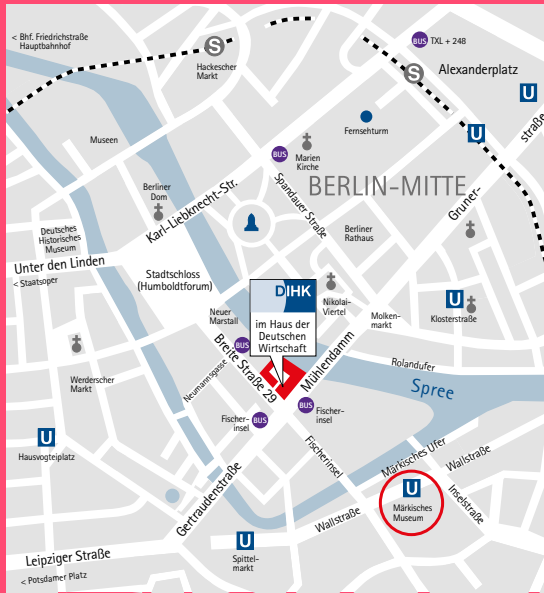 < Bhf. Friedrichstraße
Hauptbahnhof
S
Hackescher
Markt
BUS TXL + 248
S
Alexanderplatz
U
U
straße
Fernsehturm
Museen
BUS
Marien
Kirche
BERLIN-MITTE
Berliner
Dom
Karl-Liebknecht-Str.
Spandauer Straße
Gruner-
Deutsches
Historisches
Museum
Berliner
Rathaus
Unter den Linden
< Staatsoper
Stadtschloss
(Humboldtforum)
DIHK
im Haus der
Deutschen
Wirtschaft
Nikolai-
Viertel
Molken-
markt
U
Klosterstraße
Neuer
Marstall
BUS
Breite Straße 29
Mühlendamm
Rolandufer
Spree
Neumannsgasse
Werderscher
Markt
BUS
Fischer-
insel
Fischer-
insel
BUS
U
Hausvogteiplatz
Fischerinsel
Märkisches Ufer
Wallstraße
Gertraudenstraße
U
Märkisches
Museum
Inselstraße
Wallstraße
U
Spittel-
markt
Leipziger Straße
< Potsdamer Platz